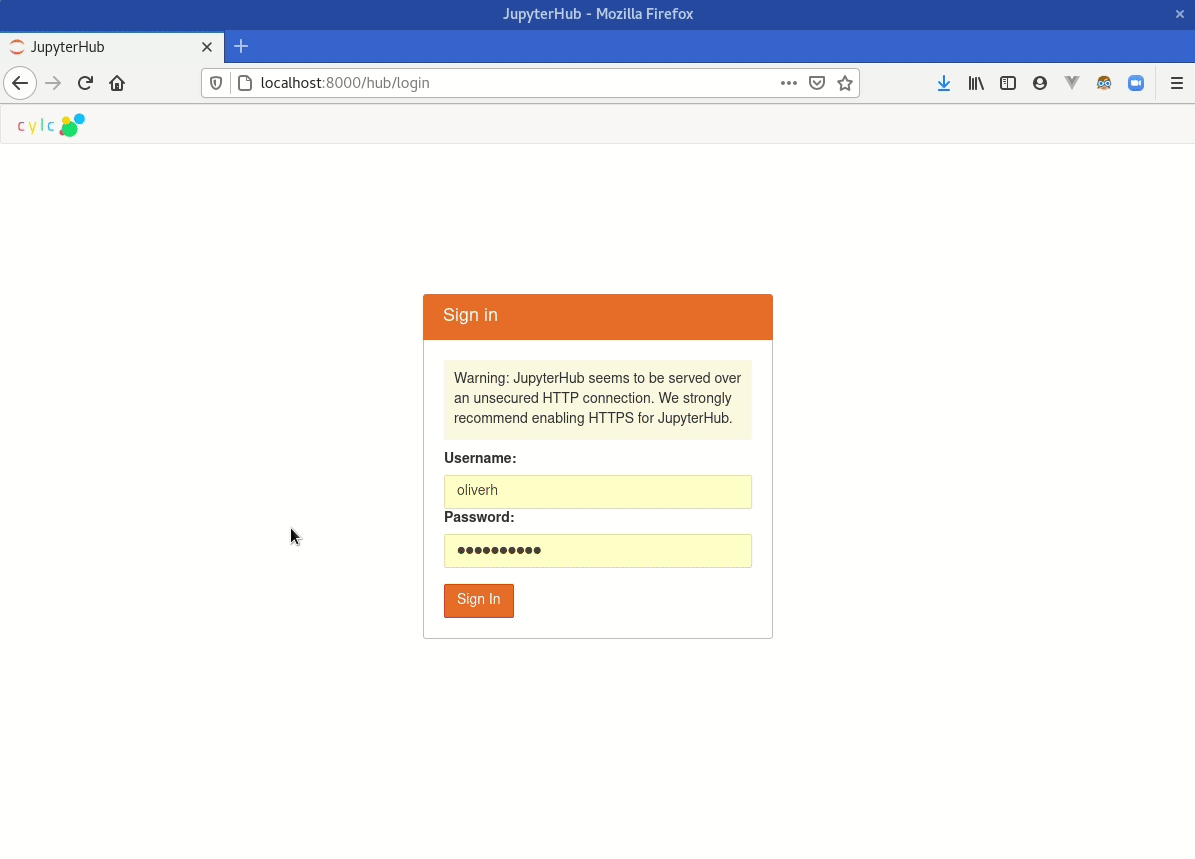 JupyterHub - Mozilla Firefox
JupyterHub
localhost:8000/hub/login
cylc
Sign in
Warning: JupyterHub seems to be served over
an unsecured HTTP connection. We strongly
recommend enabling HTTPS for JupyterHub.
Username:
oliverh
Password:
●●●●●●●●●●
Sign In